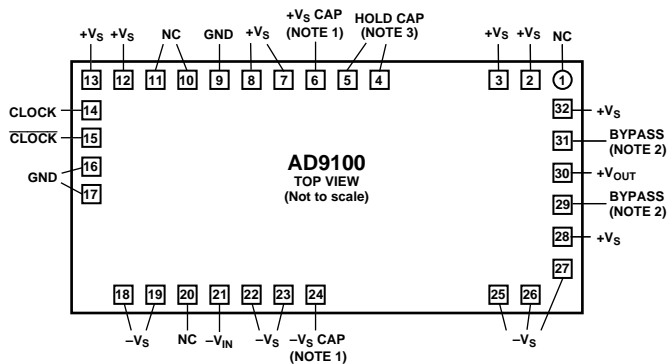 +VS +VS NC GND +VS +VS CAP (NOTE 1) HOLD CAP (NOTE 3) +VS +VS NC
13 12 11 10 9 8 7 6 5 4 3 2 1
CLOCK 14
CLOCK 15
GND 16
17
AD9100
TOP VIEW
(Not to scale)
32 +VS
31 BYPASS (NOTE 2)
30 +VOUT
29 BYPASS (NOTE 2)
28 +VS
27
18 19 20 21 22 23 24 25 26
–VS NC –VIN –VS –VS CAP (NOTE 1) –VS